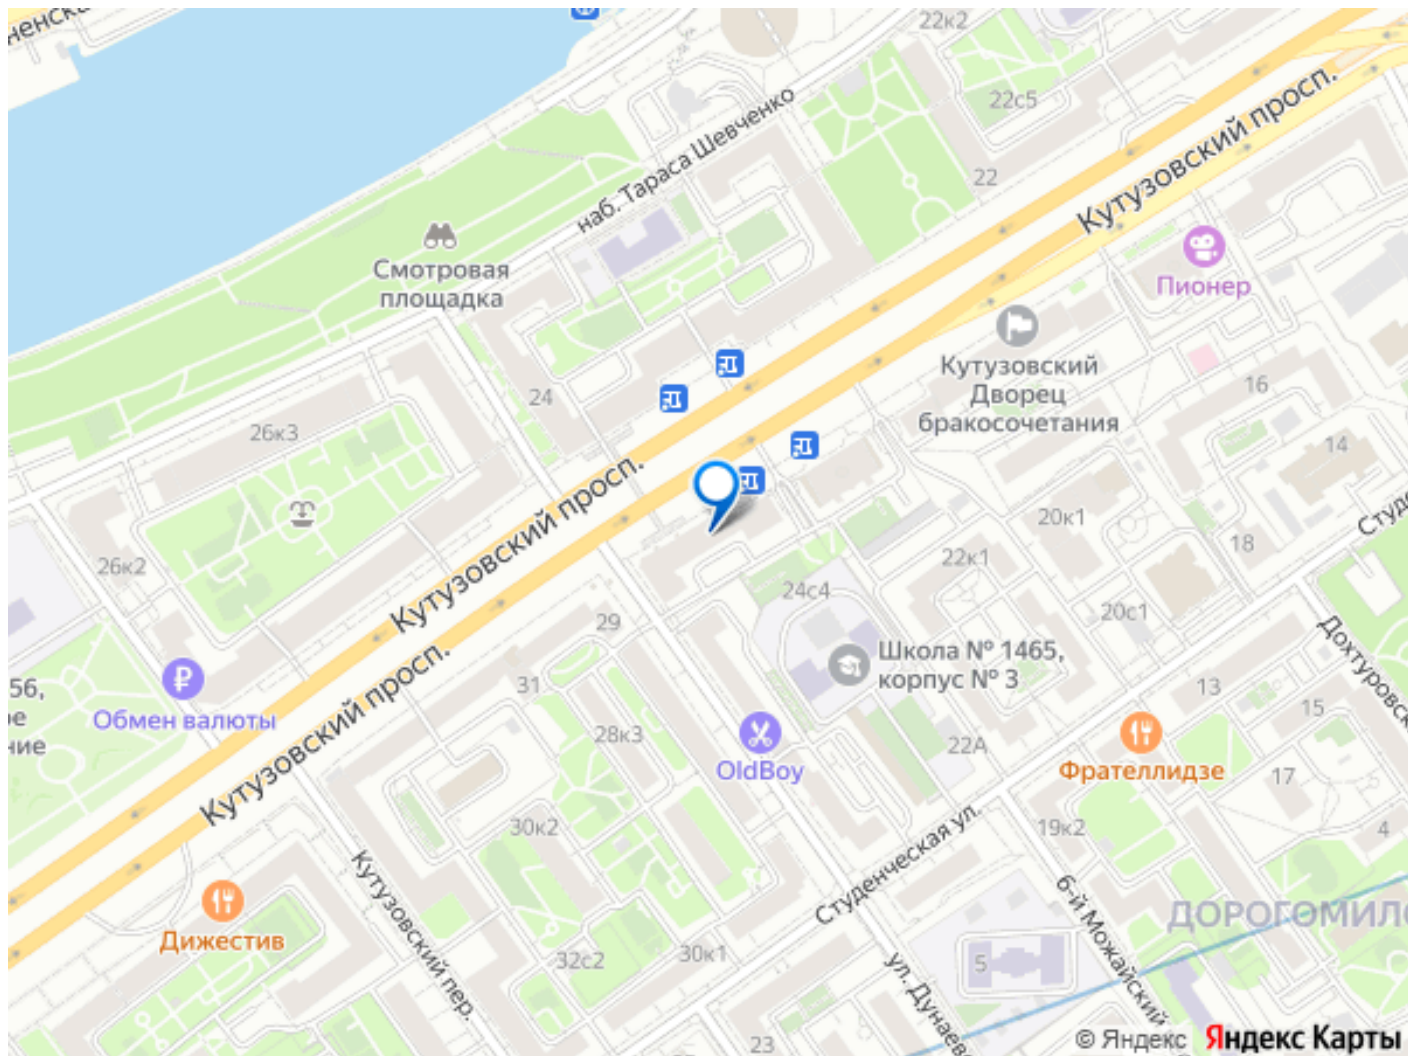 22к2
22с5
наб. Тараса Шевченко
Кутузовский просп.
22
Смотровая
площадка
Пионер
Кутузовский
Дворец
бракосочетания
24
16
26к3
14
Кутузовский просп.
20к1
18
26к2
22к1
24с4
20с1
29
Школа № 1465,
корпус № 3
31
13
56,
Обмен валюты
Кутузовский просп.
28к3
15
22А
OldBoy
Фрателлидзе
17
30к2
19к2
4
Студенческая ул.
Кутузовский пер.
6-й Можайский
Дижестив
30к1
32с2
5
23
© Яндекс Яндекс Карты